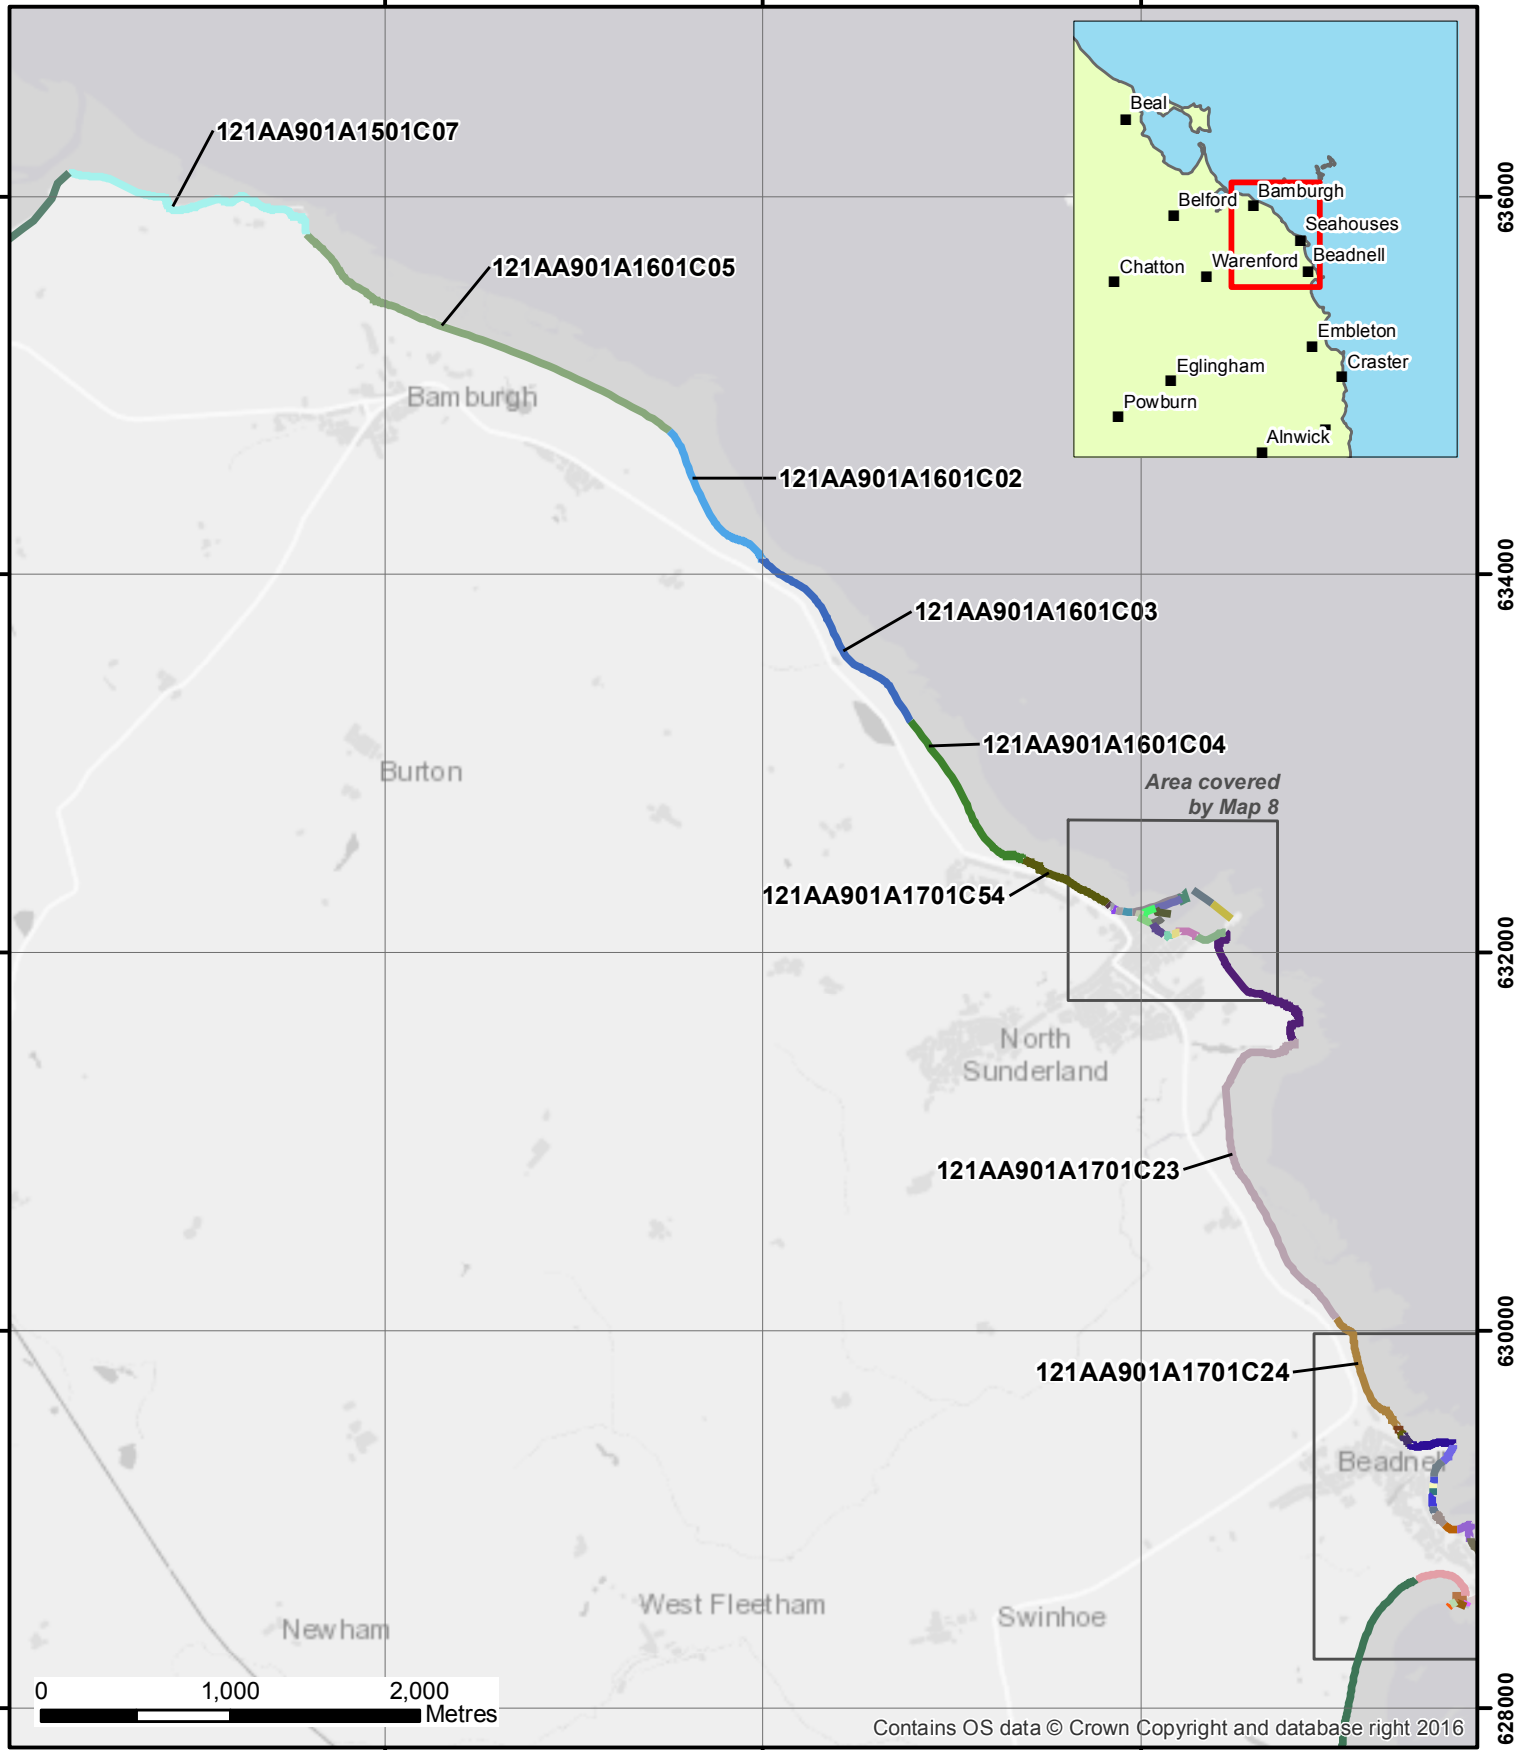 121AA901A1501C07
Beal
Bamburgh
Belford
Seahouses
Beadnell
Warenford
Chatton
Embleton
Craster
Eglingham
Powburn
Alnwick
636000
121AA901A1601C05
Bamburgh
121AA901A1601C02
634000
121AA901A1601C03
121AA901A1601C04
Burton
Area covered
by Map 8
121AA901A1701C54
632000
North
Sunderland
121AA901A1701C23
630000
121AA901A1701C24
Beadnell
West Fleetham
Swinhoe
Newham
0 1,000 2,000
Metres
628000
Contains OS data © Crown Copyright and database right 2016